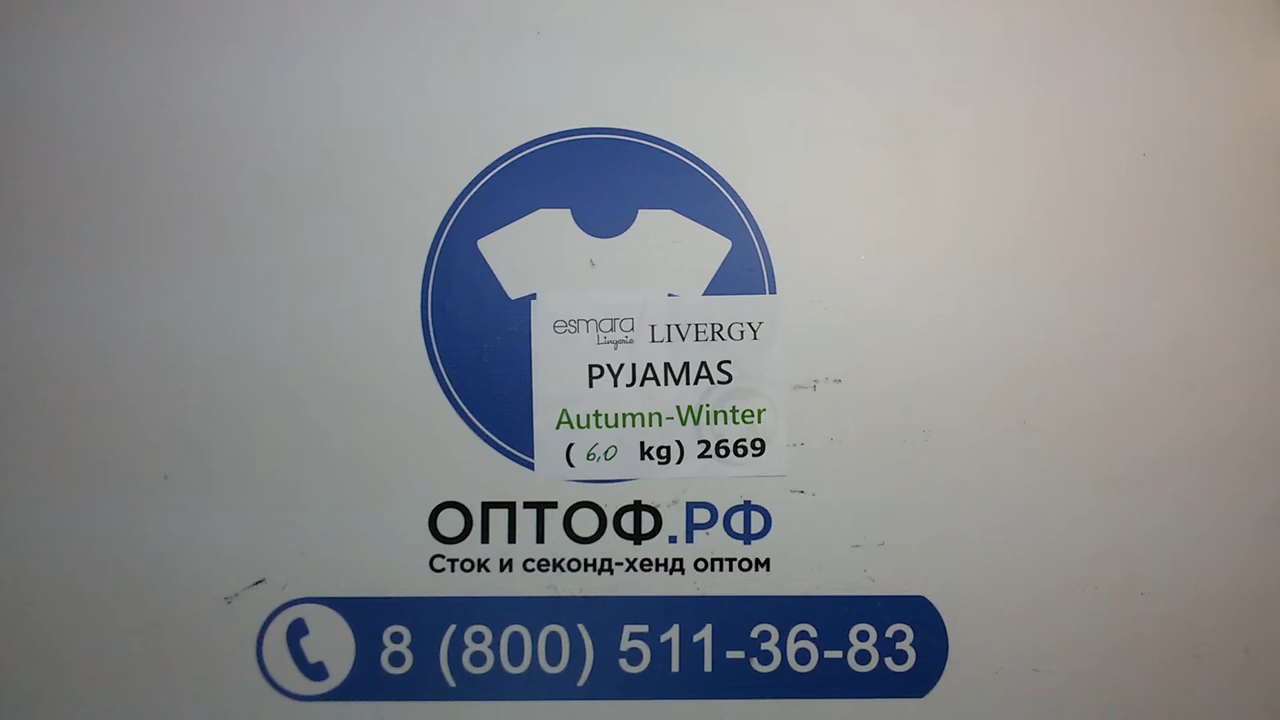 esmara LIVERGY
Lingerie
PYJAMAS
Autumn-Winter
( 6,0 kg) 2669
ОПТОФ.РФ
Сток и секонд-хенд оптом
8 (800) 511-36-83